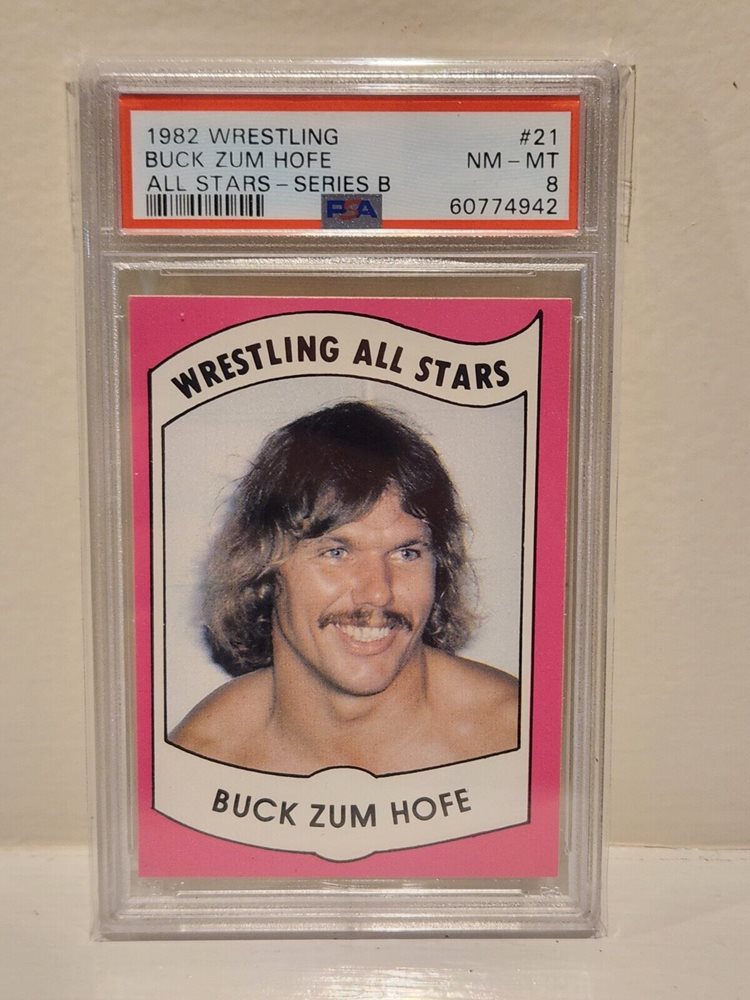 1982 WRESTLING #21
BUCK ZUM HOFE NM - MT
ALL STARS - SERIES B 8
PSA 60774942
WRESTLING ALL STARS
BUCK ZUM HOFE